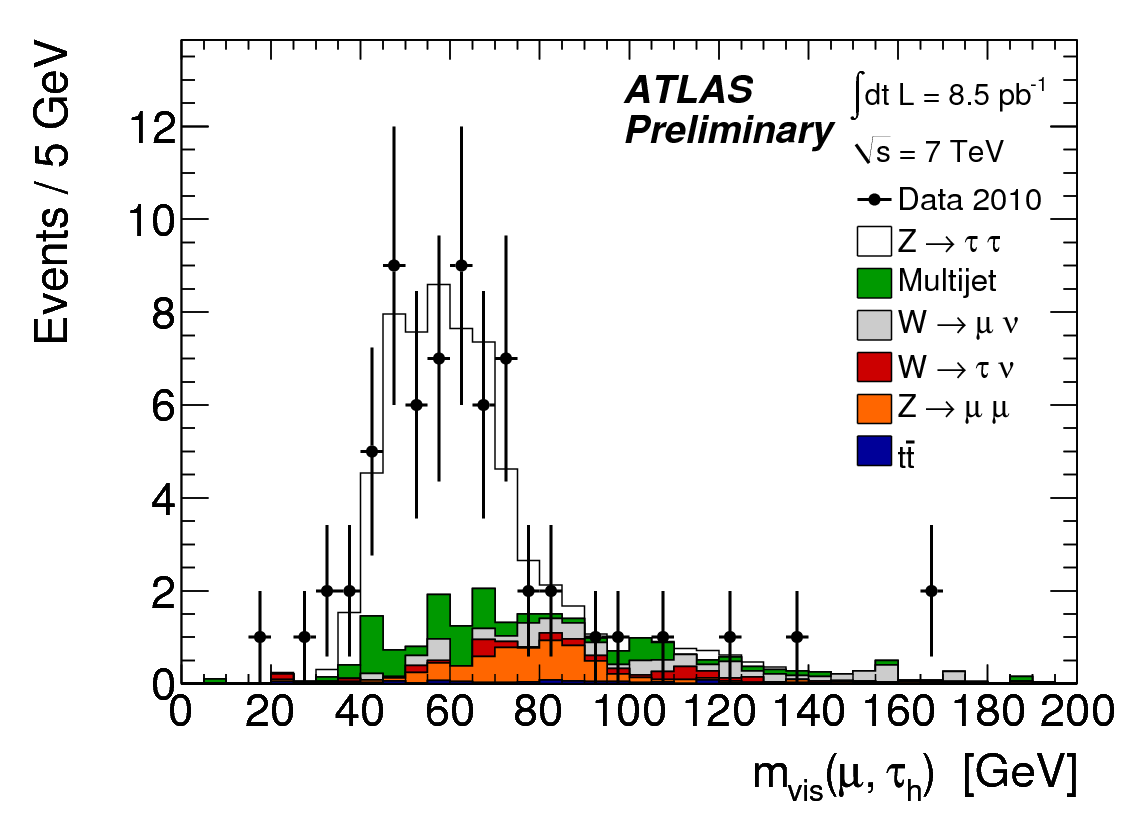 Events / 5 GeV
12
10
8
6
4
2
0
ATLAS
Preliminary
∫dt L = 8.5 pb⁻¹
√s = 7 TeV
Data 2010
Z → τ τ
Multijet
W → μ ν
W → τ ν
Z → μ μ
tt̄
0 20 40 60 80 100 120 140 160 180 200
m_vis(μ, τ_h) [GeV]